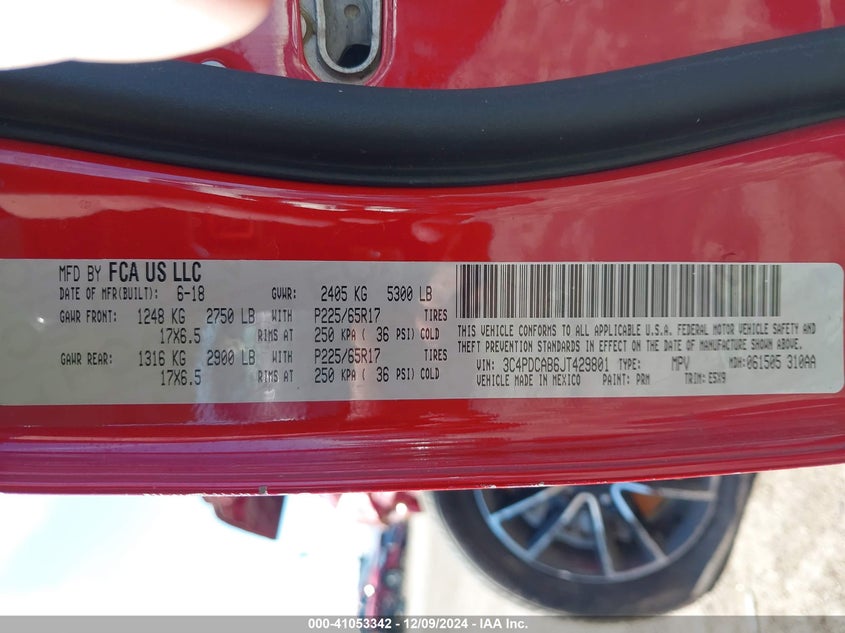 MFD BY FCA US LLC
DATE OF MFR(BUILT): 6-18 GVWR: 2405 KG 5300 LB
GAWR FRONT: 1248 KG 2750 LB WITH P225/65R17 TIRES
17X6.5 RIMS AT 250 KPA ( 36 PSI) COLD
GAWR REAR: 1316 KG 2900 LB WITH P225/65R17 TIRES
17X6.5 RIMS AT 250 KPA ( 36 PSI) COLD
THIS VEHICLE CONFORMS TO ALL APPLICABLE U.S.A. FEDERAL MOTOR VEHICLE SAFETY AND
THEFT PREVENTION STANDARDS IN EFFECT ON THE DATE OF MANUFACTURE SHOWN ABOVE.
VIN: 3C4PDCAB6JT429801 TYPE: MPV MDH: 061505 310AA
VEHICLE MADE IN MEXICO PAINT: PRM TRIM: E5X9
000-41053342 - 12/09/2024 - IAA Inc.